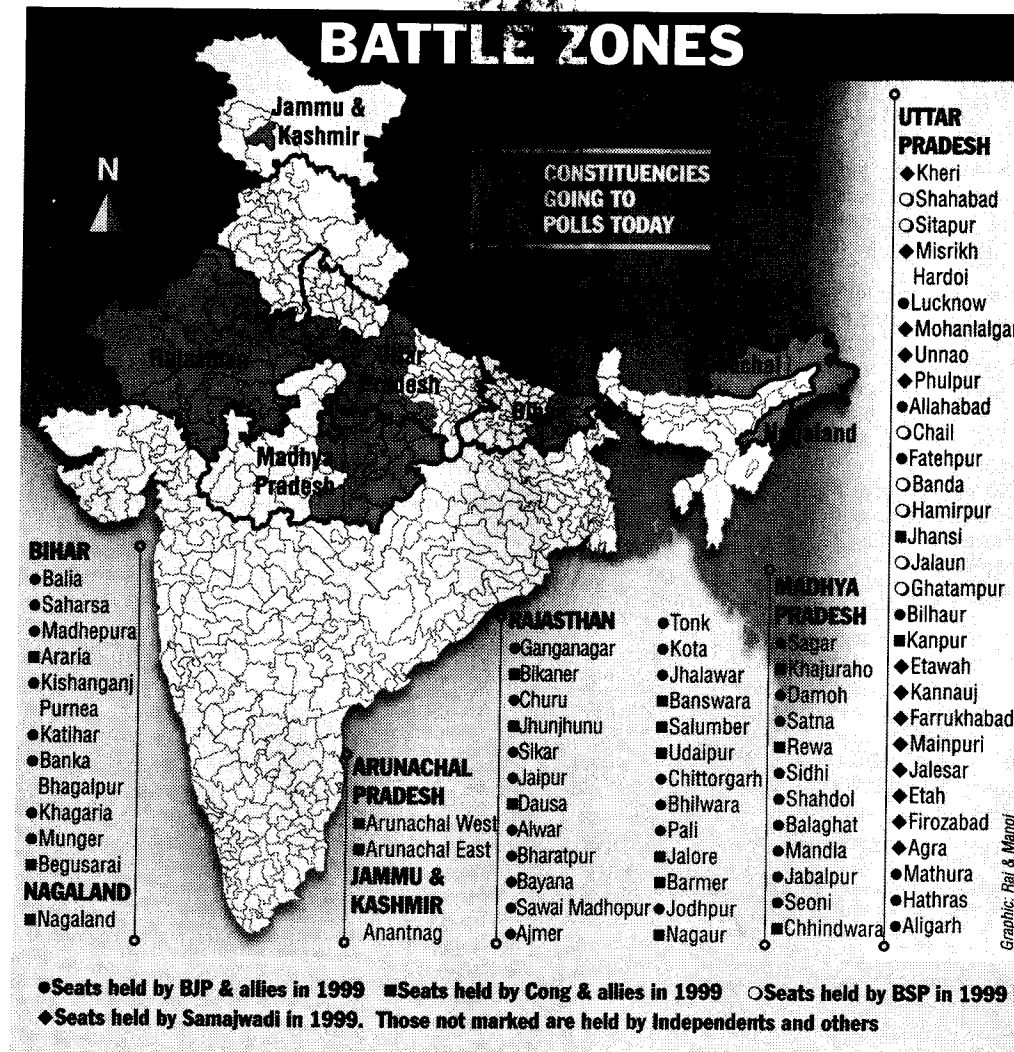 BATTLE ZONES
Jammu &
Kashmir
N
CONSTITUENCIES
GOING TO
POLLS TODAY
Rajasthan
Uttar
Pradesh
Madhya
Pradesh
Nagaland
UTTAR
PRADESH
◆Kheri
○Shahabad
○Sitapur
◆Misrikh
Hardoi
●Lucknow
◆Mohanlalgan
◆Unnao
◆Phulpur
●Allahabad
○Chail
●Fatehpur
○Banda
○Hamirpur
■Jhansi
○Jalaun
○Ghatampur
●Bilhaur
■Kanpur
◆Etawah
◆Kannauj
◆Farrukhabad
◆Mainpuri
◆Jalesar
◆Etah
◆Firozabad
◆Agra
●Mathura
●Hathras
●Aligarh
BIHAR
●Balia
●Saharsa
●Madhepura
■Araria
●Kishanganj
Purnea
●Katihar
●Banka
Bhagalpur
●Khagaria
●Munger
■Begusarai
NAGALAND
■Nagaland
ARUNACHAL
PRADESH
■Arunachal West
■Arunachal East
JAMMU &
KASHMIR
Anantnag
RAJASTHAN
●Ganganagar
■Bikaner
●Churu
■Jhunjhunu
●Sikar
●Jaipur
■Dausa
●Alwar
●Bharatpur
●Bayana
●Sawai Madhopur
●Ajmer
●Tonk
●Kota
●Jhalawar
■Banswara
■Salumber
■Udaipur
●Chittorgarh
●Bhilwara
●Pali
■Jalore
■Barmer
●Jodhpur
■Nagaur
MADHYA
PRADESH
●Sagar
■Khajuraho
●Damoh
●Satna
■Rewa
●Sidhi
●Shahdol
●Balaghat
●Mandla
●Jabalpur
●Seoni
■Chhindwara
●Seats held by BJP & allies in 1999 ■Seats held by Cong & allies in 1999 ○Seats held by BSP in 1999
◆Seats held by Samajwadi in 1999. Those not marked are held by Independents and others